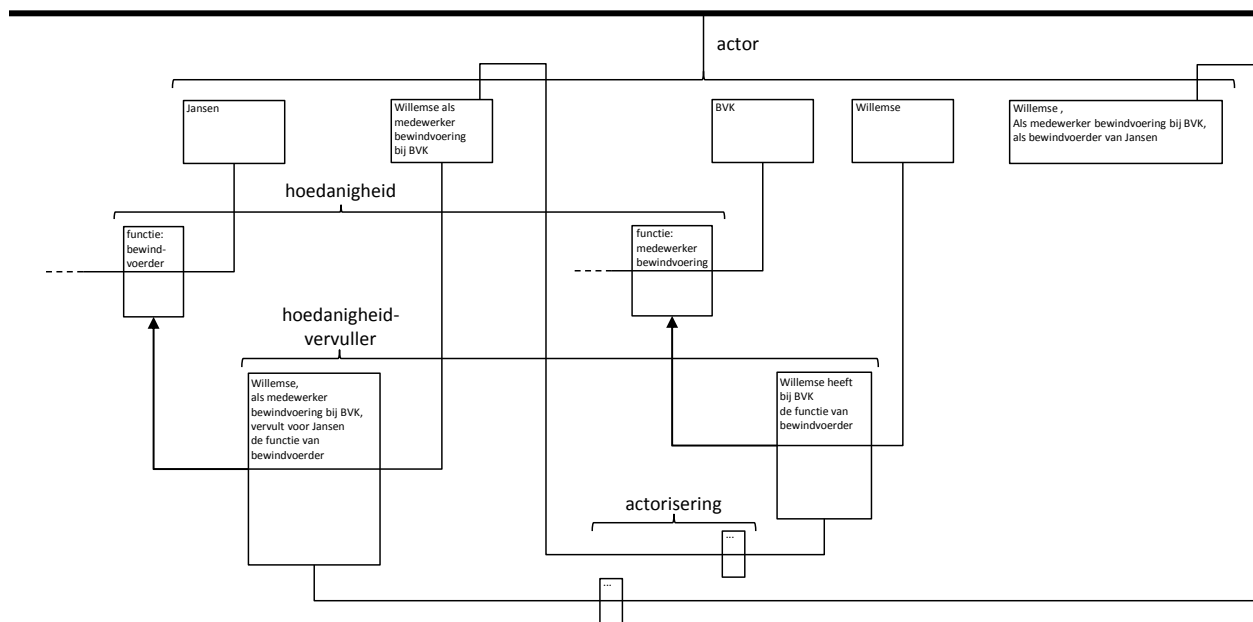 actor
Jansen
Willemse als
medewerker
bewindvoering
bij BVK
BVK
Willemse
Willemse ,
Als medewerker bewindvoering bij BVK,
als bewindvoerder van Jansen
hoedanigheid
functie:
bewind-
voerder
functie:
medewerker
bewindvoering
hoedanigheid-
vervuller
Willemse,
als medewerker
bewindvoering bij BVK,
vervult voor Jansen
de functie van
bewindvoerder
Willemse heeft
bij BVK
de functie van
bewindvoerder
actorisering
...
...